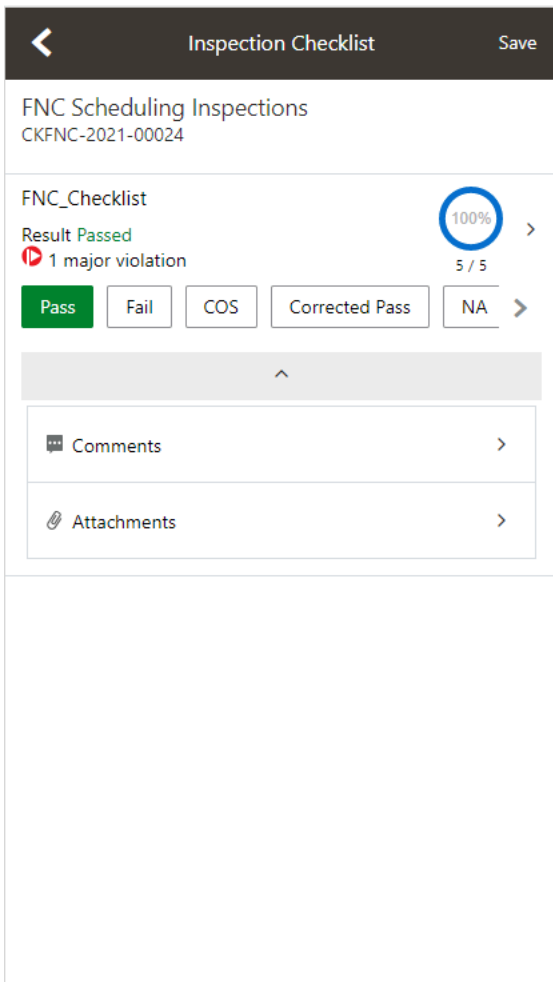 Inspection Checklist Save
FNC Scheduling Inspections
CKFNC-2021-00024
FNC_Checklist
100%
Result Passed
1 major violation
5 / 5
Pass Fail COS Corrected Pass NA
Comments
Attachments